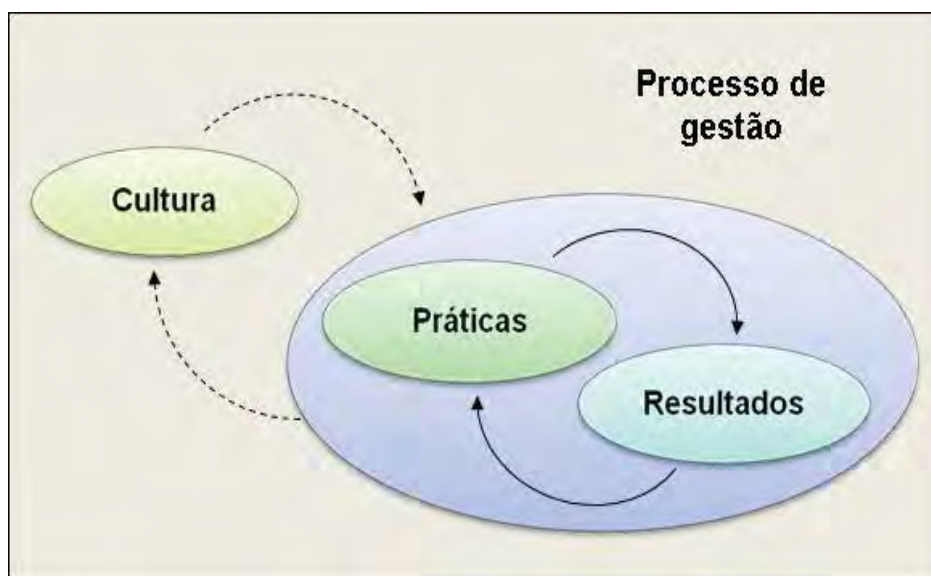 Processo de
gestão
Cultura
Práticas
Resultados